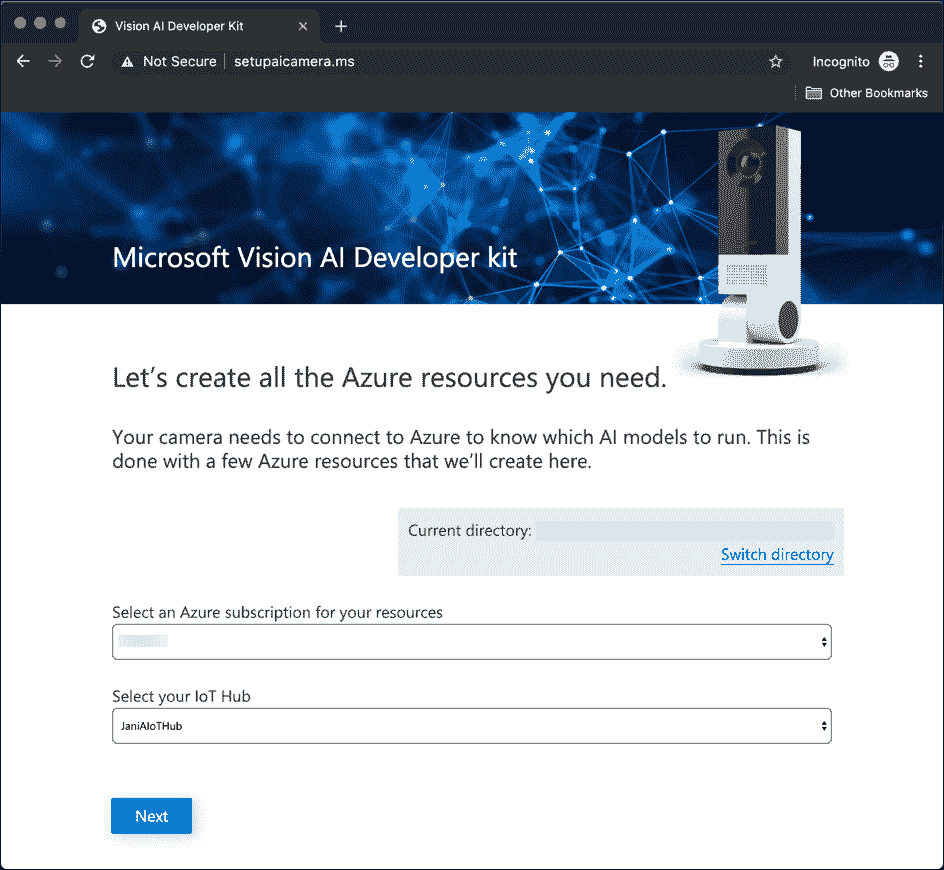 Vision AI Developer Kit
Not Secure setupaicamera.ms Incognito
Other Bookmarks
Microsoft Vision AI Developer kit
Let’s create all the Azure resources you need.
Your camera needs to connect to Azure to know which AI models to run. This is
done with a few Azure resources that we’ll create here.
Current directory:
Switch directory
Select an Azure subscription for your resources
Select your IoT Hub
JaniAIoTHub
Next